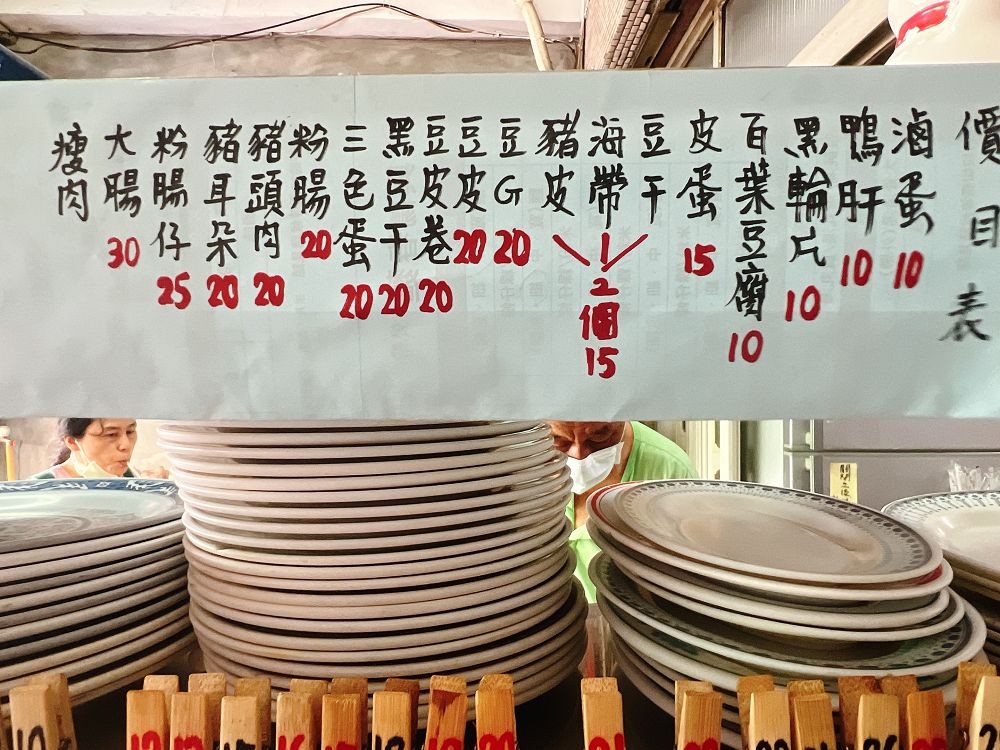 價目表
滷蛋 10
鴨肝 10
黑輪片 10
百葉豆腐 10
皮蛋 15
豆干
海帶
豬皮
2個 15
豆G 20
豆皮 20
豆皮卷 20
黑豆干 20
三色蛋 20
粉腸 20
豬頭肉 20
豬耳朵 20
粉腸仔 25
大腸 30
瘦肉